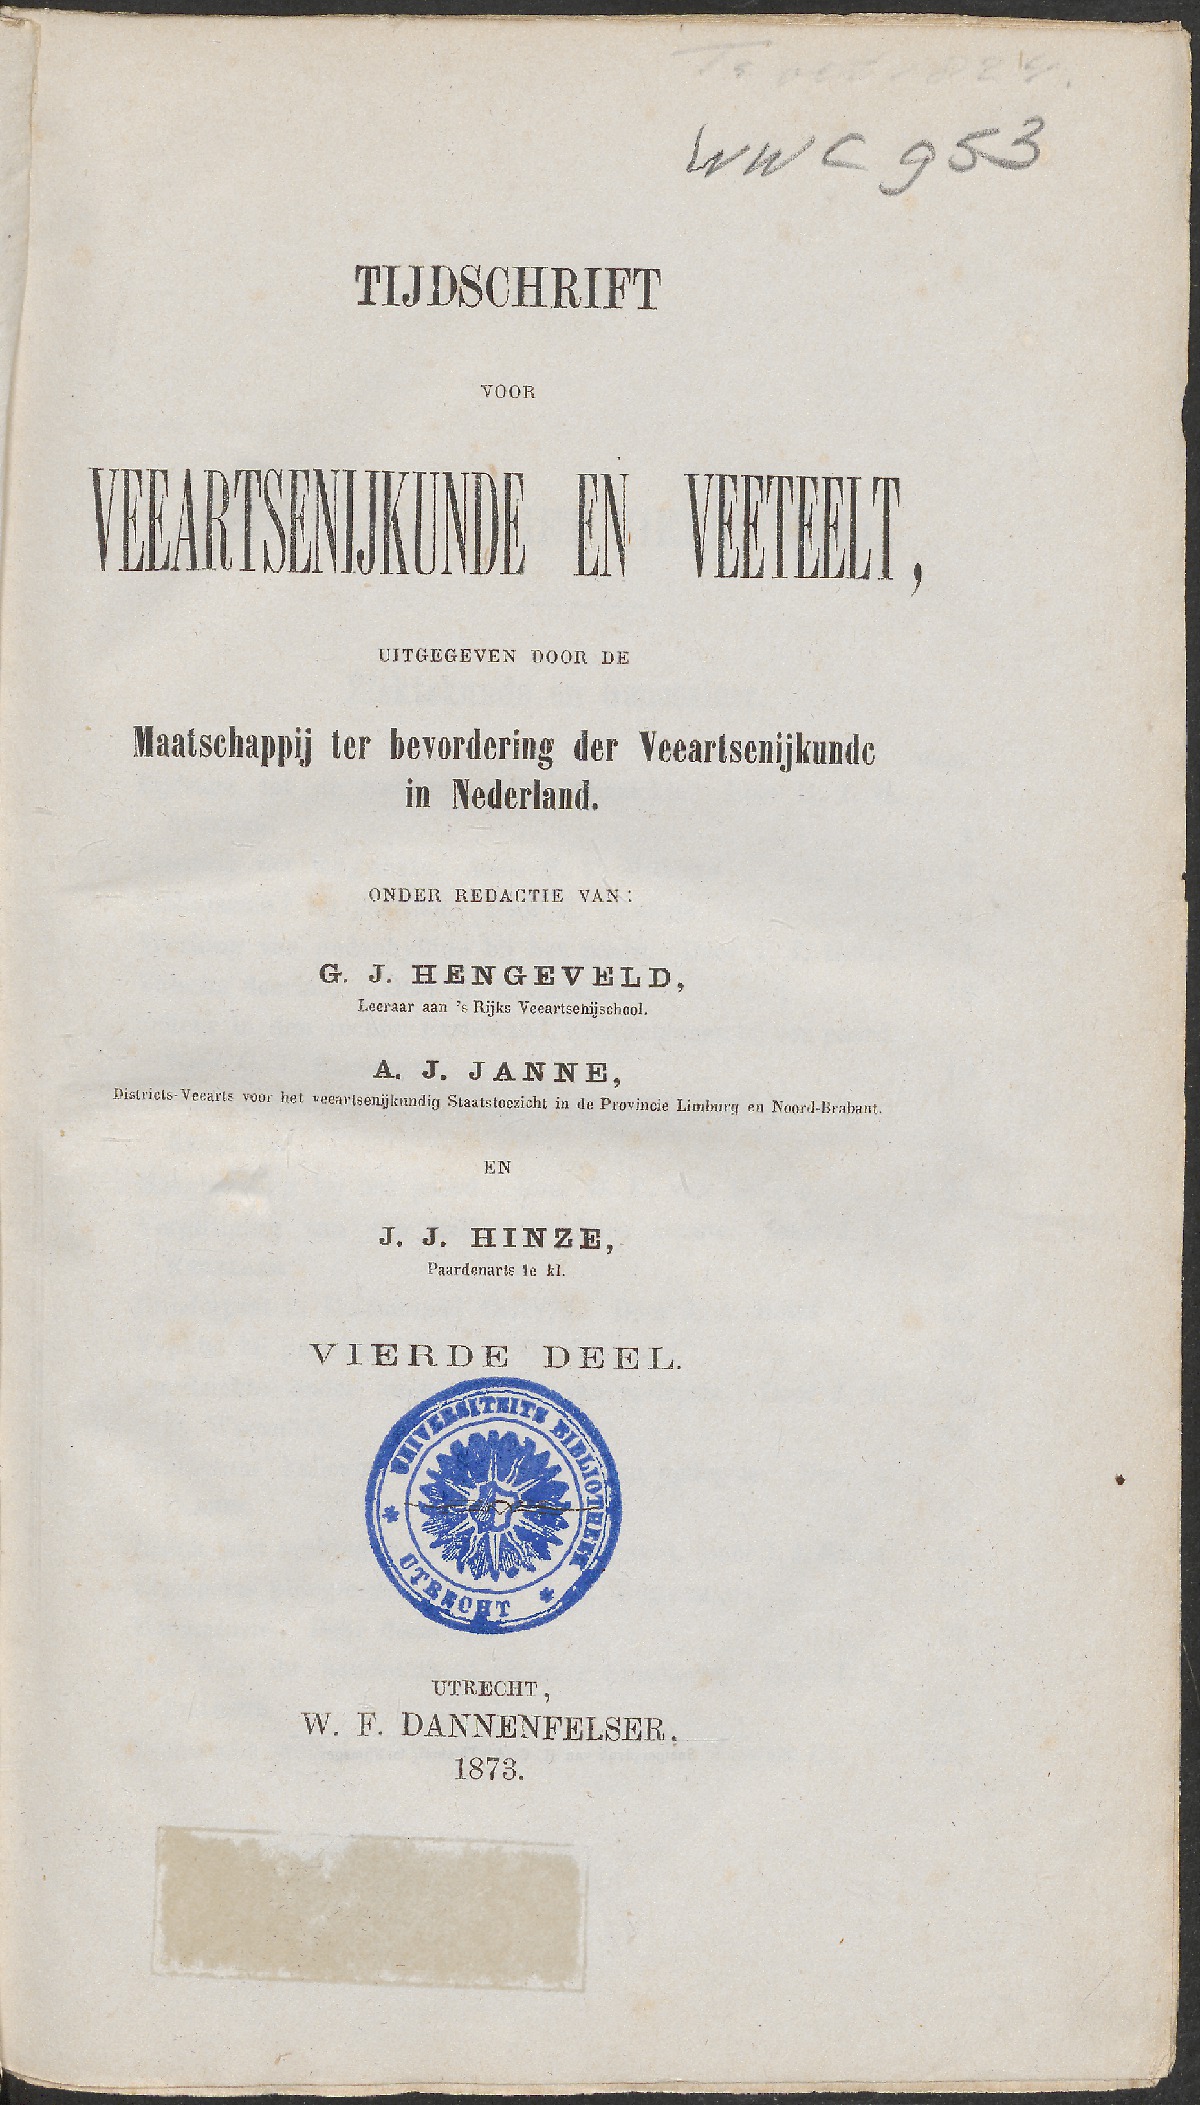 WWC 953
TIJDSCHRIFT
VOOR
VEEARTSENIJKUNDE EN VEETEELT,
UITGEGEVEN DOOR DE
Maatschappij ter bevordering der Veeartsenijkunde
in Nederland.
ONDER REDACTIE VAN:
G. J. HENGEVELD,
Leeraar aan 's Rijks Veeartsenijschool.
A. J. JANNE,
Districts-Veearts voor het veeartsenijkundig Staatstoezicht in de Provincie Limburg en Noord-Brabant.
EN
J. J. HINZE,
Paardenarts 1e kl.
VIERDE DEEL.
UNIVERSITEITS BIBLIOTHEEK
* UTRECHT *
UTRECHT,
W. F. DANNENFELSER.
1873.